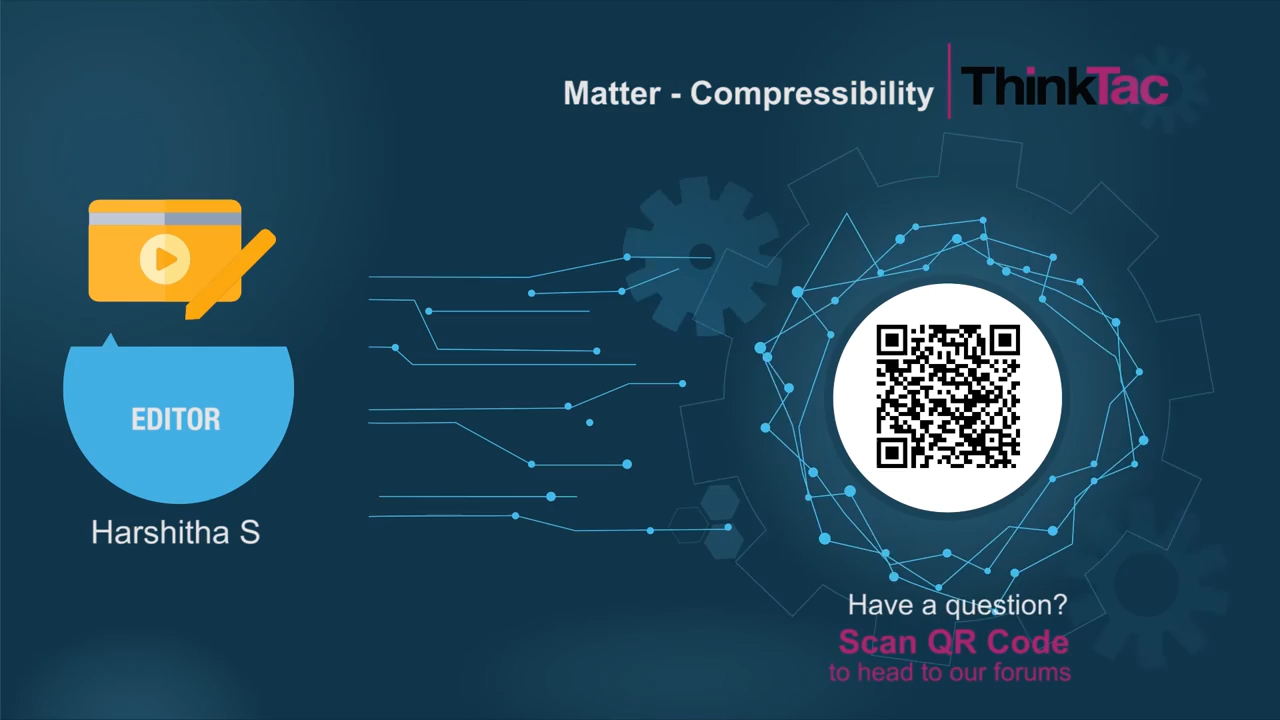 Matter - Compressibility
ThinkTac
EDITOR
Harshitha S
Have a question?
Scan QR Code
to head to our forums